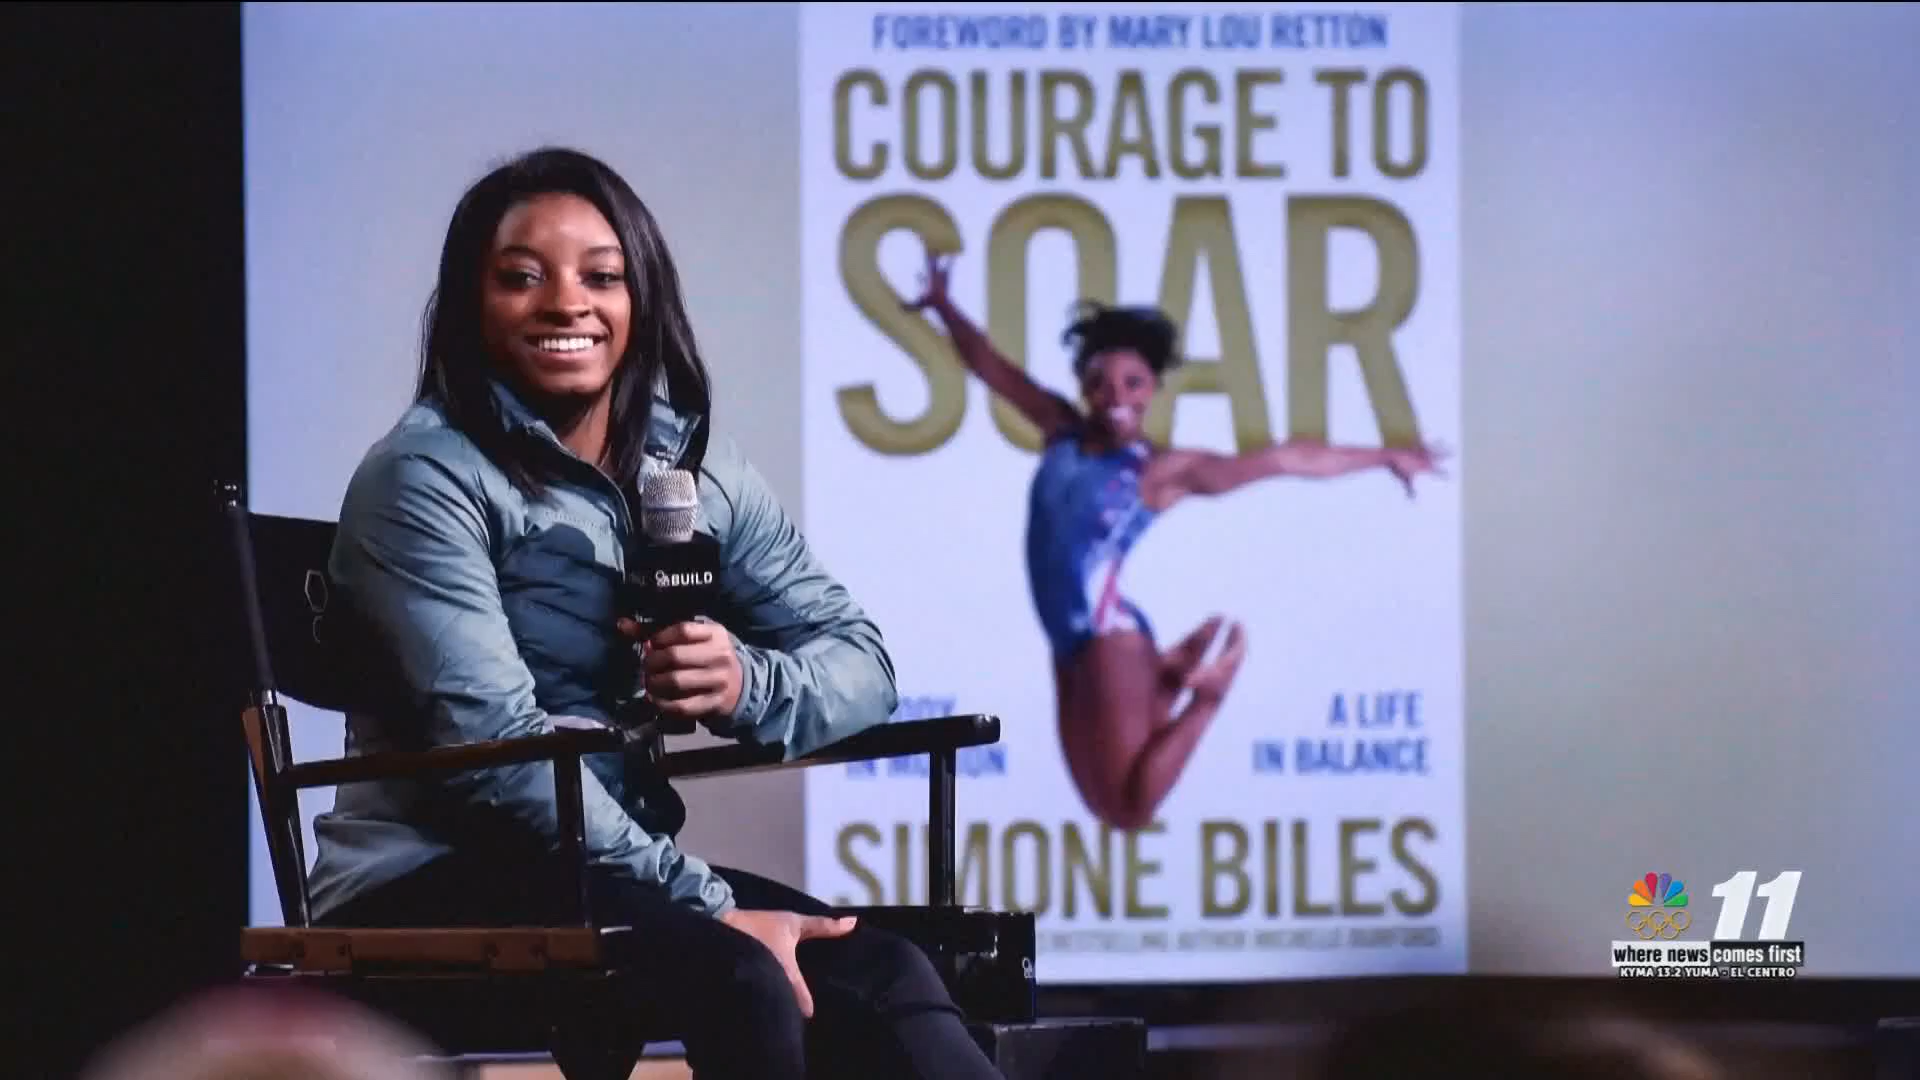 FOREWORD BY MARY LOU RETTON
COURAGE TO
SOAR
A LIFE
IN BALANCE
SIMONE BILES
BUILD
11
where news comes first
KYMA 13.2 YUMA - EL CENTRO